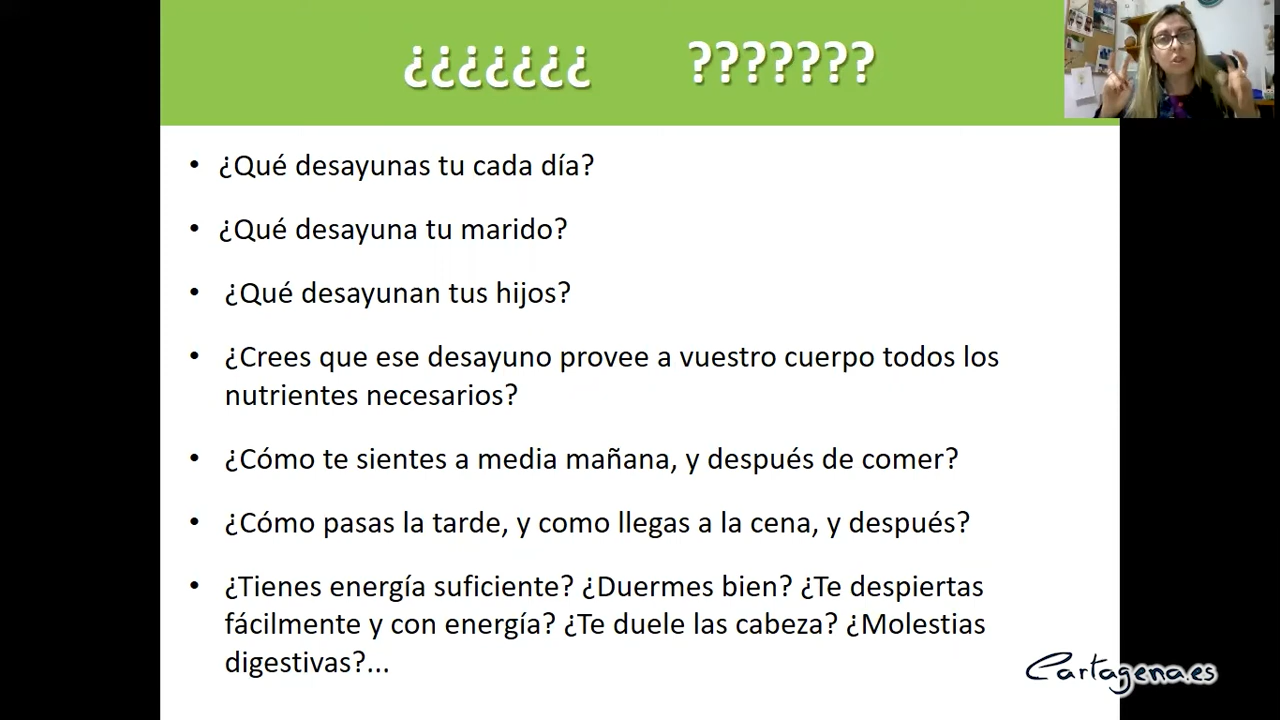 ¿¿¿¿¿¿¿ ???????
• ¿Qué desayunas tu cada día?
• ¿Qué desayuna tu marido?
• ¿Qué desayunan tus hijos?
• ¿Crees que ese desayuno provee a vuestro cuerpo todos los
nutrientes necesarios?
• ¿Cómo te sientes a media mañana, y después de comer?
• ¿Cómo pasas la tarde, y como llegas a la cena, y después?
• ¿Tienes energía suficiente? ¿Duermes bien? ¿Te despiertas
fácilmente y con energía? ¿Te duele las cabeza? ¿Molestias
digestivas?...
Cartagena.es